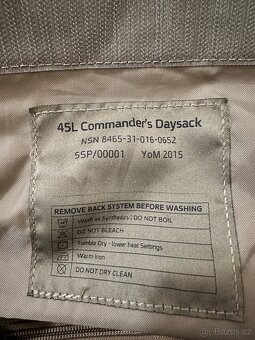 45L Commander's Daysack
NSN 8465-31-016-0652
SSP/00001 YoM 2015
REMOVE BACK SYSTEM BEFORE WASHING
Wash as Synthetics | DO NOT BOIL
DO NOT BLEACH
Tumble Dry - lower heat Settings
Warm Iron
DO NOT DRY CLEAN